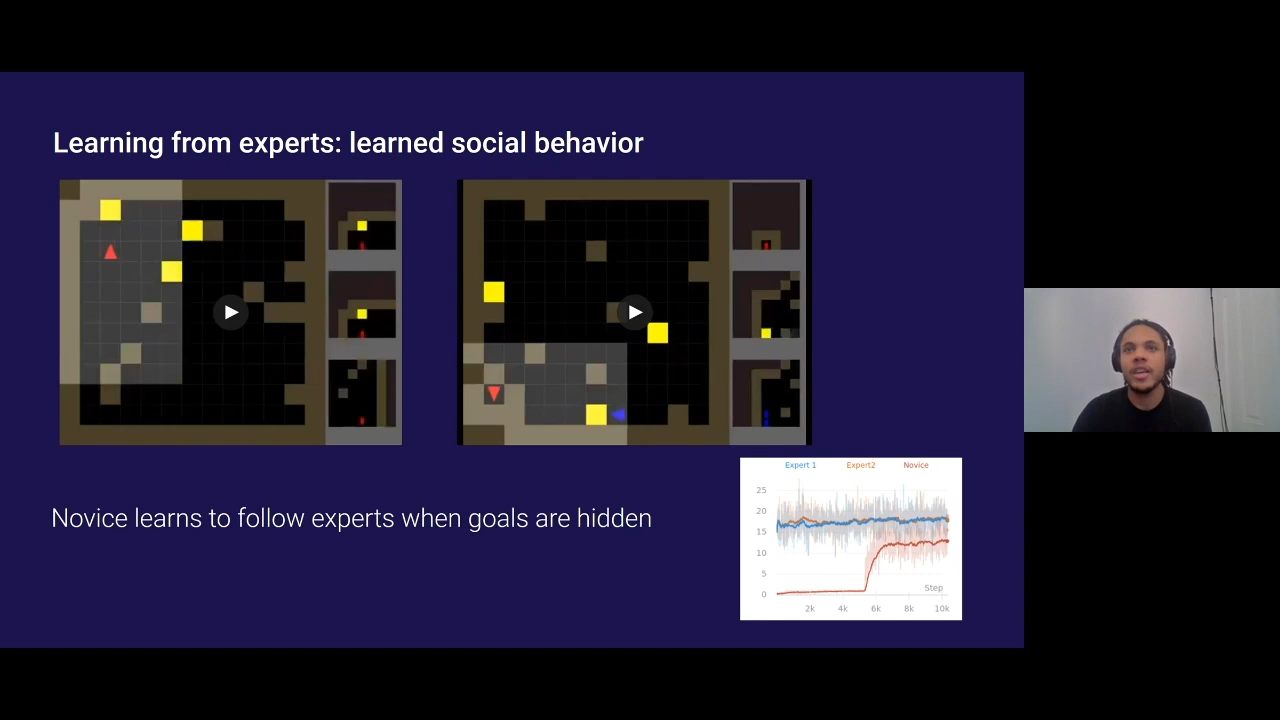 Learning from experts: learned social behavior
Novice learns to follow experts when goals are hidden
Expert 1 Expert2 Novice
25
20
15
10
5
0
Step
2k 4k 6k 8k 10k